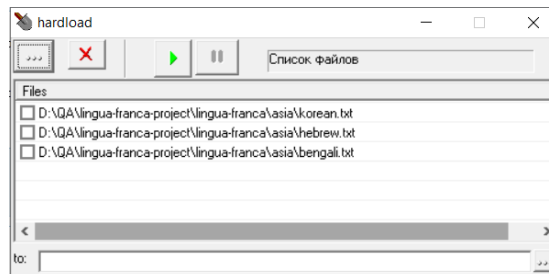 hardload
...
Список файлов
Files
D:\QA\lingua-franca-project\lingua-franca\asia\korean.txt
D:\QA\lingua-franca-project\lingua-franca\asia\hebrew.txt
D:\QA\lingua-franca-project\lingua-franca\asia\bengali.txt
to:
..